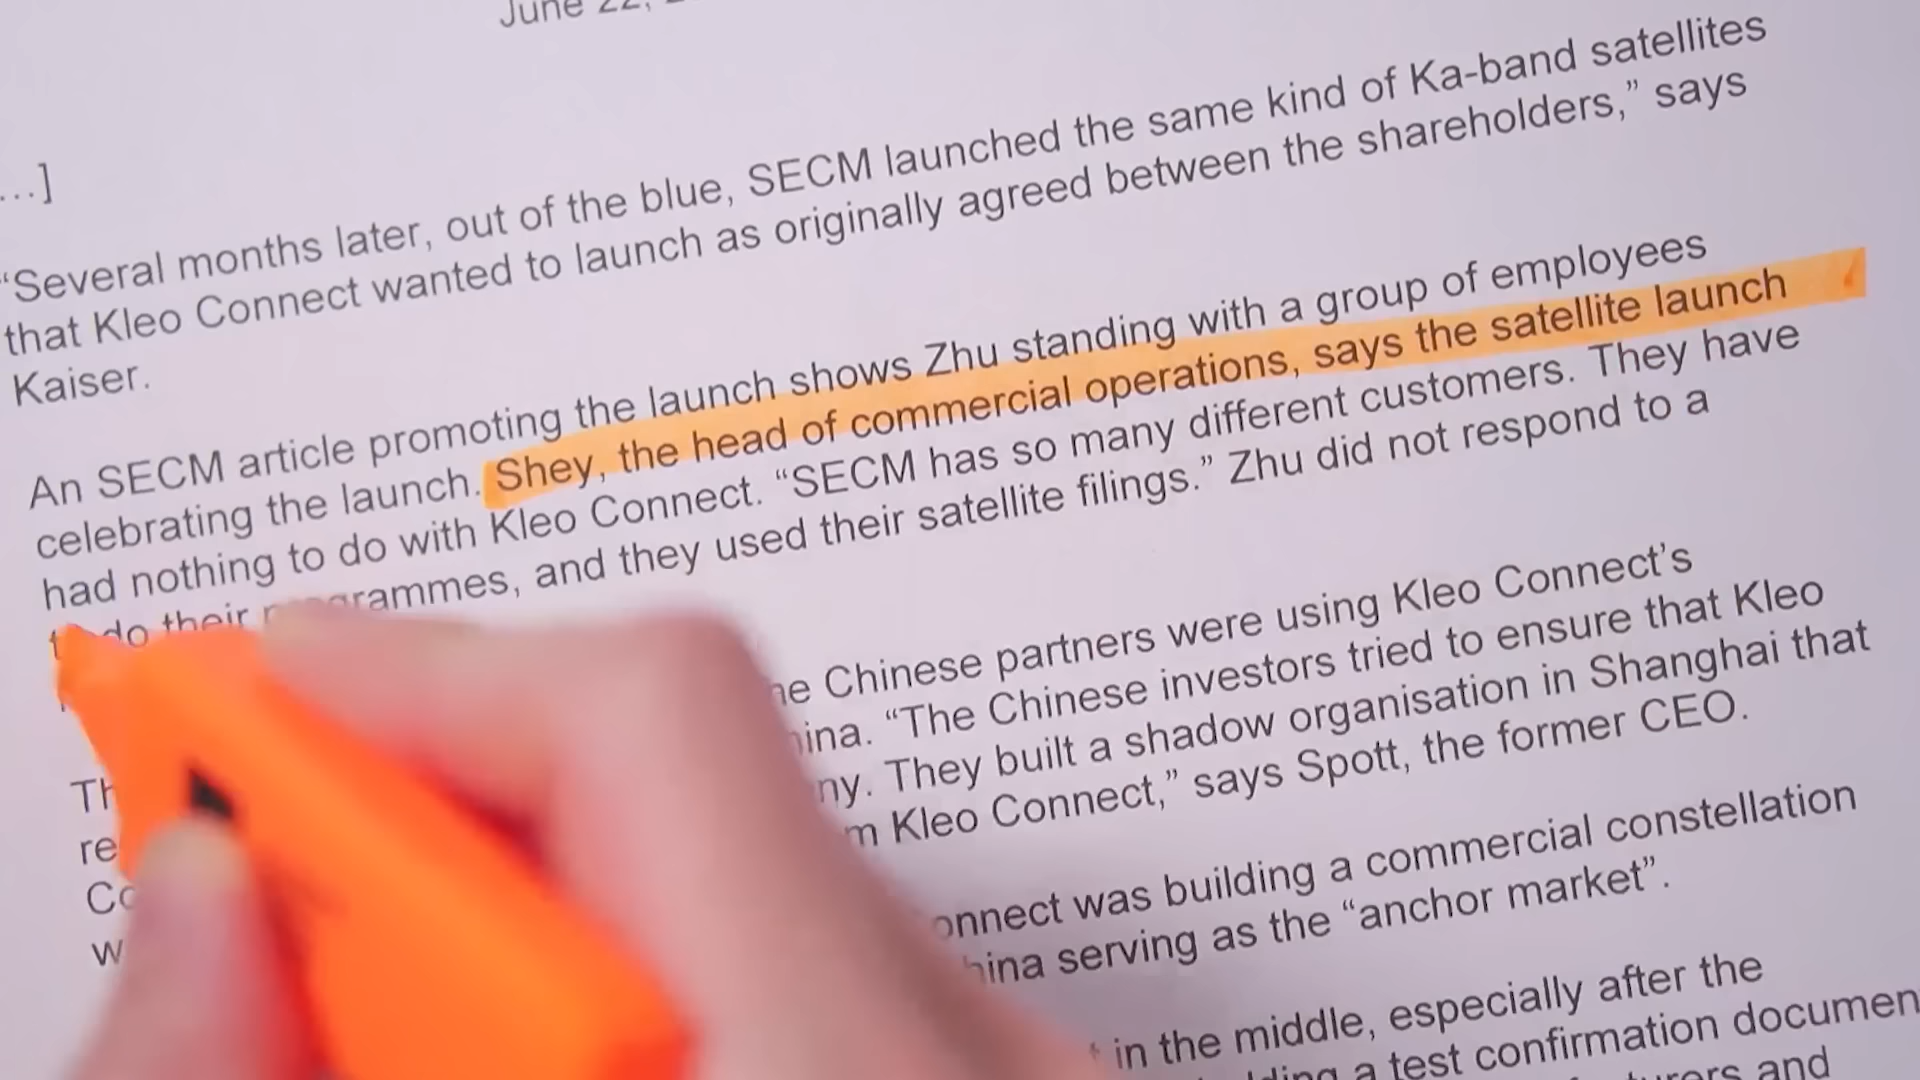 June 22,
...]
“Several months later, out of the blue, SECM launched the same kind of Ka-band satellites
that Kleo Connect wanted to launch as originally agreed between the shareholders,” says
Kaiser.
An SECM article promoting the launch shows Zhu standing with a group of employees
celebrating the launch. Shey, the head of commercial operations, says the satellite launch
had nothing to do with Kleo Connect. “SECM has so many different customers. They have
to do their programmes, and they used their satellite filings.” Zhu did not respond to a
Chinese partners were using Kleo Connect’s
“The Chinese investors tried to ensure that Kleo
They built a shadow organisation in Shanghai that
Kleo Connect,” says Spott, the former CEO.
was building a commercial constellation
serving as the “anchor market”.
in the middle, especially after the
a test confirmation documen
and